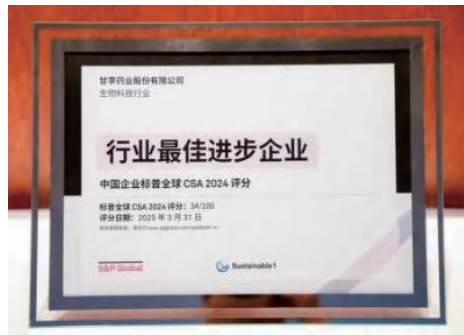 甘李药业股份有限公司
生物科技行业
行业最佳进步企业
中国企业标普全球 CSA 2024 评分
标普全球 CSA 2024 评分：34/100
评分日期：2025 年 3 月 31 日
S&P Global
Sustainable1